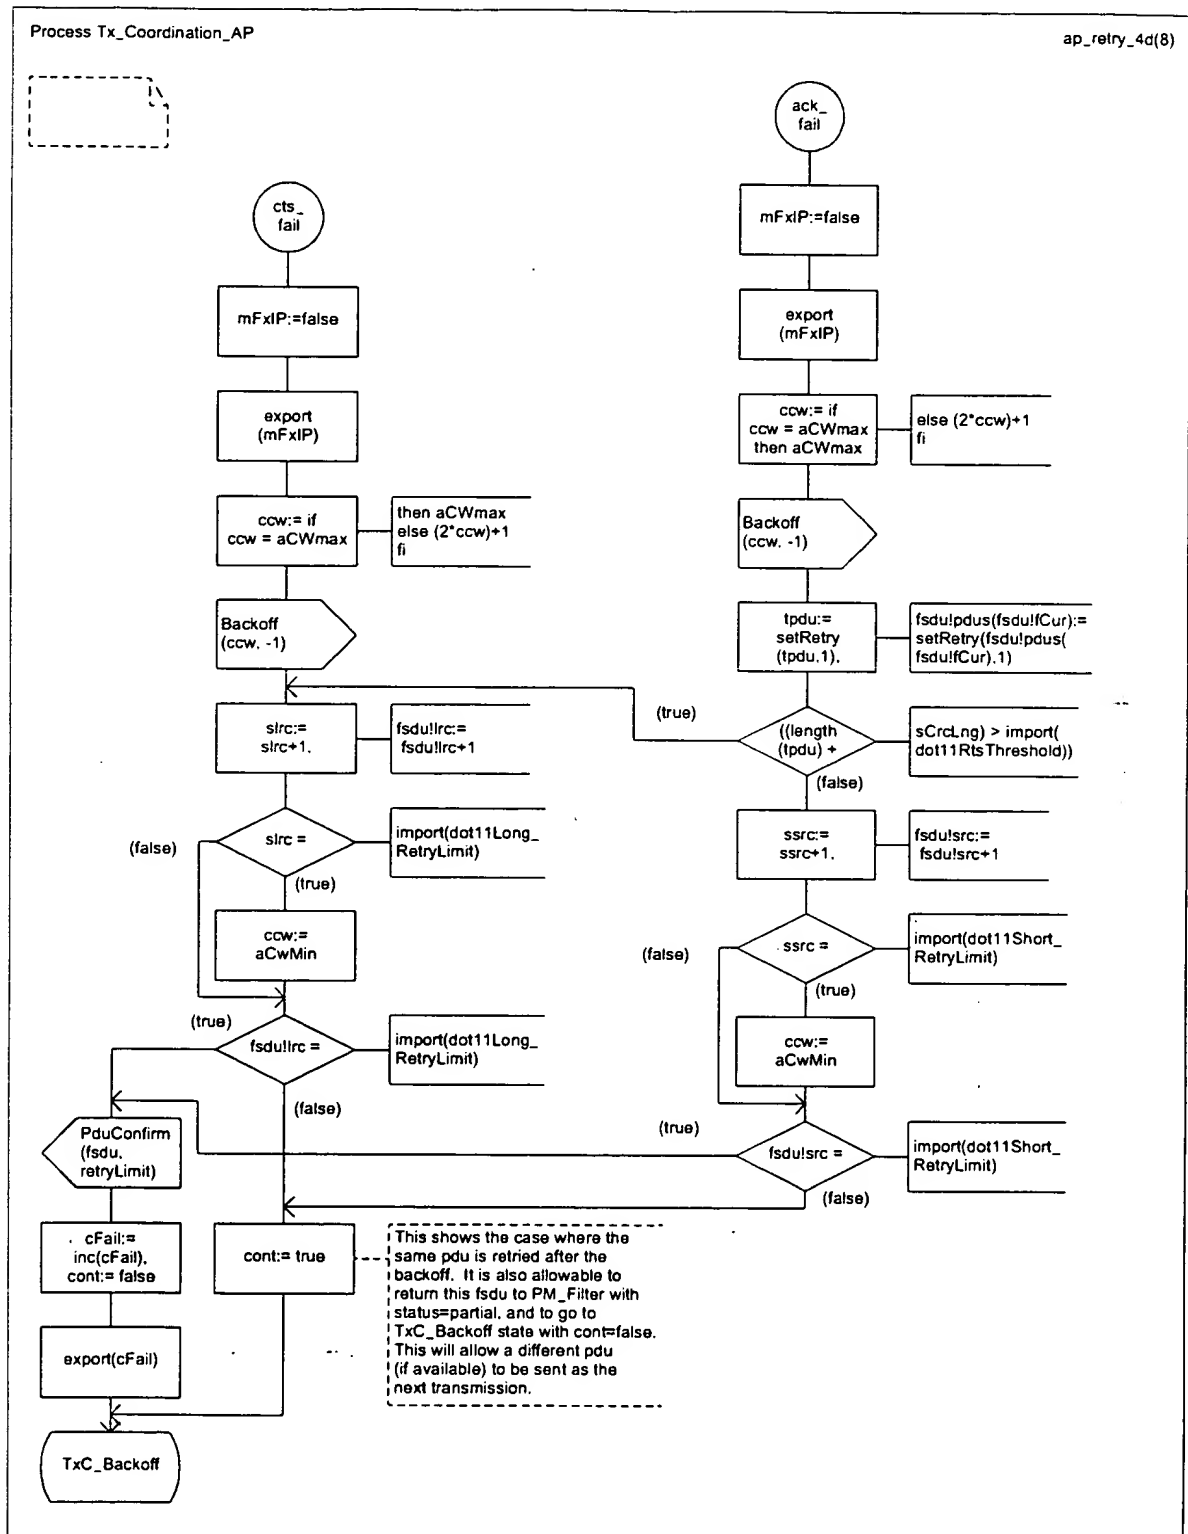 Process Tx_Coordination_AP
ap_retry_4d(8)
cts_
fail
mFxIP:=false
export
(mFxIP)
ccw:= if
ccw = aCWmax
then aCWmax
else (2*ccw)+1
fi
Backoff
(ccw, -1)
slrc:=
slrc+1,
fsdu!lrc:=
fsdu!lrc+1
(false)
slrc =
import(dot11Long_
RetryLimit)
(true)
ccw:=
aCwMin
(true)
fsdu!lrc =
import(dot11Long_
RetryLimit)
(false)
PduConfirm
(fsdu,
retryLimit)
cFail:=
inc(cFail),
cont:= false
export(cFail)
TxC_Backoff
cont:= true
This shows the case where the
same pdu is retried after the
backoff. It is also allowable to
return this fsdu to PM_Filter with
status=partial, and to go to
TxC_Backoff state with cont=false.
This will allow a different pdu
(if available) to be sent as the
next transmission.
ack_
fail
mFxIP:=false
export
(mFxIP)
ccw:= if
ccw = aCWmax
then aCWmax
else (2*ccw)+1
fi
Backoff
(ccw, -1)
tpdu:=
setRetry
(tpdu,1),
fsdu!pdus(fsdu!fCur):=
setRetry(fsdu!pdus(
fsdu!fCur),1)
(true)
((length
(tpdu) +
sCrcLng) > import(
dot11RtsThreshold))
(false)
ssrc:=
ssrc+1,
fsdu!src:=
fsdu!src+1
(false)
ssrc =
import(dot11Short_
RetryLimit)
(true)
ccw:=
aCwMin
(true)
fsdu!src =
import(dot11Short_
RetryLimit)
(false)